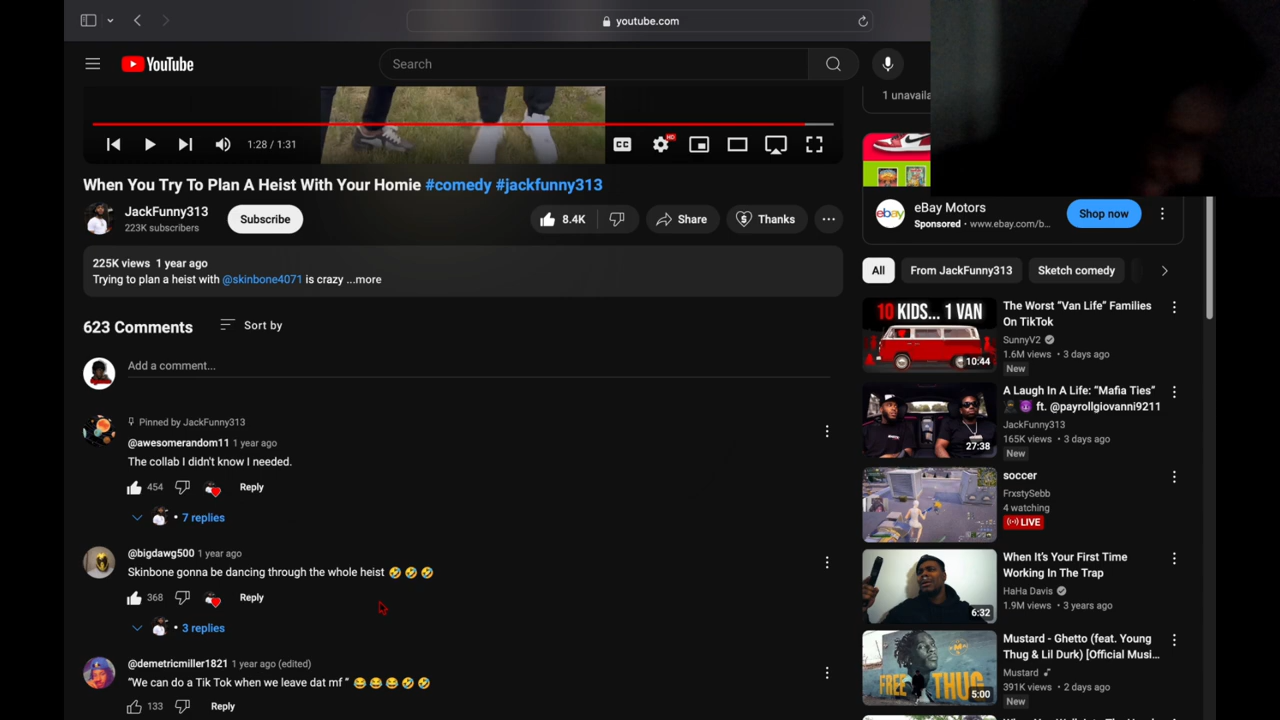 youtube.com
YouTube
Search
1 unavaila
1:28 / 1:31
CC
HD
When You Try To Plan A Heist With Your Homie #comedy #jackfunny313
JackFunny313
223K subscribers
Subscribe
8.4K
Share
Thanks
225K views 1 year ago
Trying to plan a heist with @skinbone4071 is crazy ...more
623 Comments
Sort by
Add a comment...
Pinned by JackFunny313
@awesomerandom11 1 year ago
The collab I didn't know I needed.
454
Reply
• 7 replies
@bigdawg500 1 year ago
Skinbone gonna be dancing through the whole heist 🤣 🤣 🤣
368
Reply
• 3 replies
@demetricmiller1821 1 year ago (edited)
“We can do a Tik Tok when we leave dat mf ” 😂 😂 😂 🤣 🤣
133
Reply
ebay
eBay Motors
Sponsored • www.ebay.com/b...
Shop now
All
From JackFunny313
Sketch comedy
10 KIDS... 1 VAN
10:44
The Worst “Van Life” Families
On TikTok
SunnyV2
1.6M views • 3 days ago
New
27:38
A Laugh In A Life: “Mafia Ties”
🥷🏿 😈 ft. @payrollgiovanni9211
JackFunny313
165K views • 3 days ago
New
soccer
FrxstySebb
4 watching
LIVE
6:32
When It’s Your First Time
Working In The Trap
HaHa Davis
1.9M views • 3 years ago
FREE THUG
5:00
Mustard - Ghetto (feat. Young
Thug & Lil Durk) [Official Musi...
Mustard
391K views • 2 days ago
New